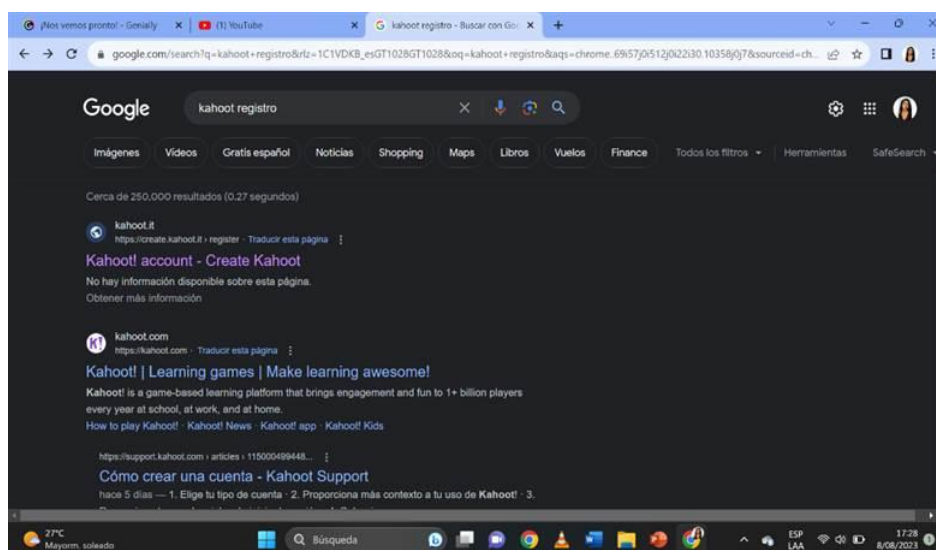 ¡Nos vemos pronto! - Genially
(1) YouTube
kahoot registro - Buscar con Goo
google.com/search?q=kahoot+registro&rlz=1C1VDKB_esGT1028GT1028&oq=kahoot+registro&aqs=chrome..69i57j0i512j0i22i30.10358j0j7&sourceid=ch...
Google
kahoot registro
Imágenes
Videos
Gratis español
Noticias
Shopping
Maps
Libros
Vuelos
Finance
Todos los filtros
Herramientas
SafeSearch
Cerca de 250,000 resultados (0.27 segundos)
kahoot.it
https://create.kahoot.it › register · Traducir esta página
Kahoot! account - Create Kahoot
No hay información disponible sobre esta página.
Obtener más información
K!
kahoot.com
https://kahoot.com · Traducir esta página
Kahoot! | Learning games | Make learning awesome!
Kahoot! is a game-based learning platform that brings engagement and fun to 1+ billion players
every year at school, at work, and at home.
How to play Kahoot! · Kahoot! News · Kahoot! app · Kahoot! Kids
https://support.kahoot.com › articles › 115000499448...
Cómo crear una cuenta - Kahoot Support
hace 5 días — 1. Elige tu tipo de cuenta · 2. Proporciona más contexto a tu uso de Kahoot! · 3.
27°C
Mayorm. soleado
Búsqueda
ESP
LAA
17:28
8/08/2023